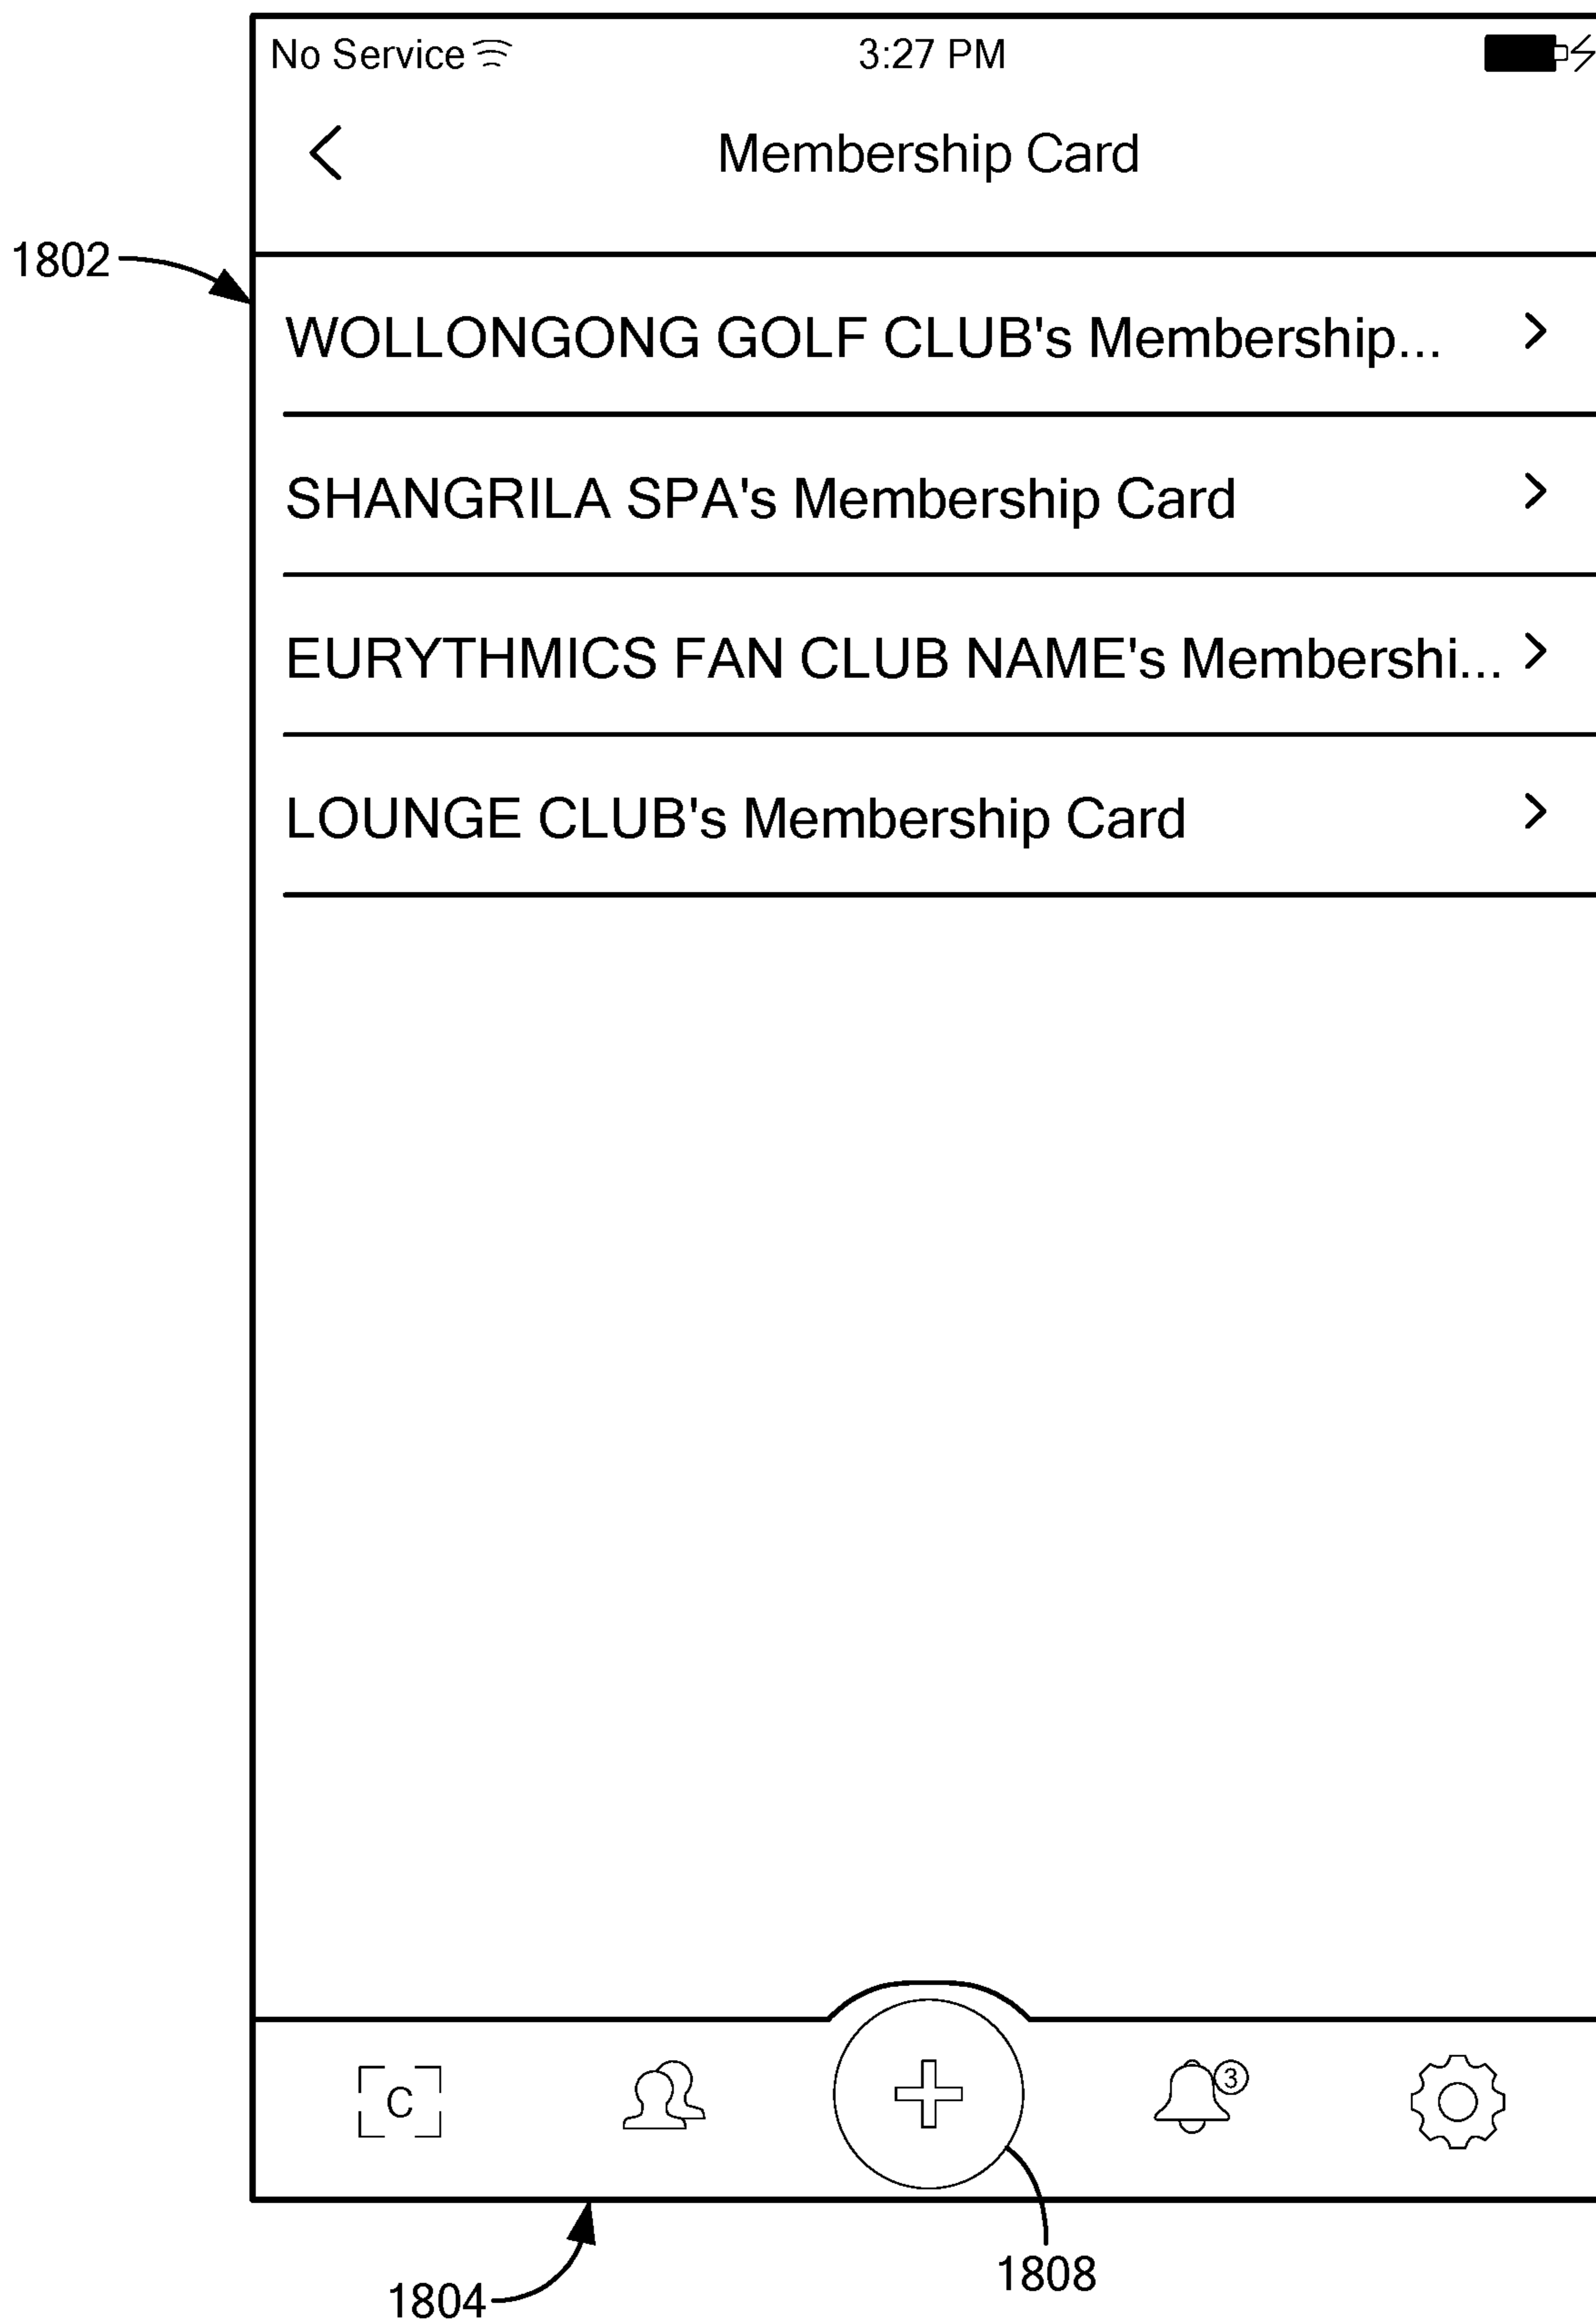 No Service 3:27 PM
Membership Card
1802
WOLLONGONG GOLF CLUB's Membership...
SHANGRILA SPA's Membership Card
EURYTHMICS FAN CLUB NAME's Membershi...
LOUNGE CLUB's Membership Card
C 3
1808
1804